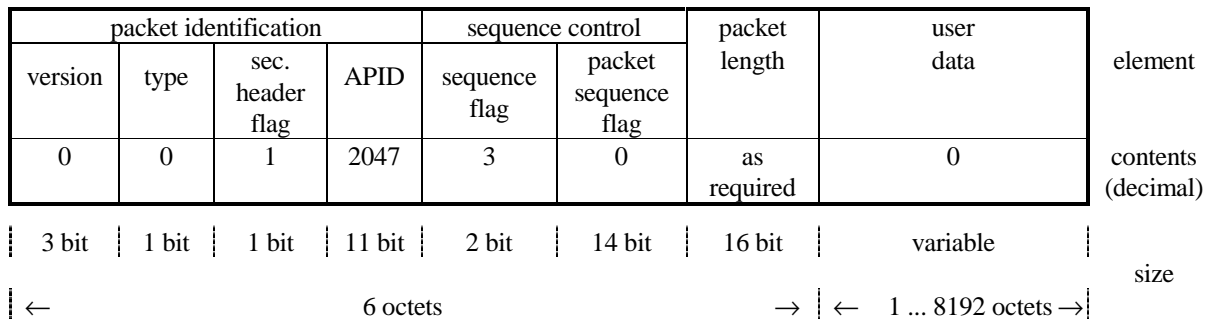 packet identification sequence control packet length user data element
version type sec. header flag APID sequence flag packet sequence flag
0 0 1 2047 3 0 as required 0 contents (decimal)
3 bit 1 bit 1 bit 11 bit 2 bit 14 bit 16 bit variable
size
← 6 octets → ← 1 ... 8192 octets →